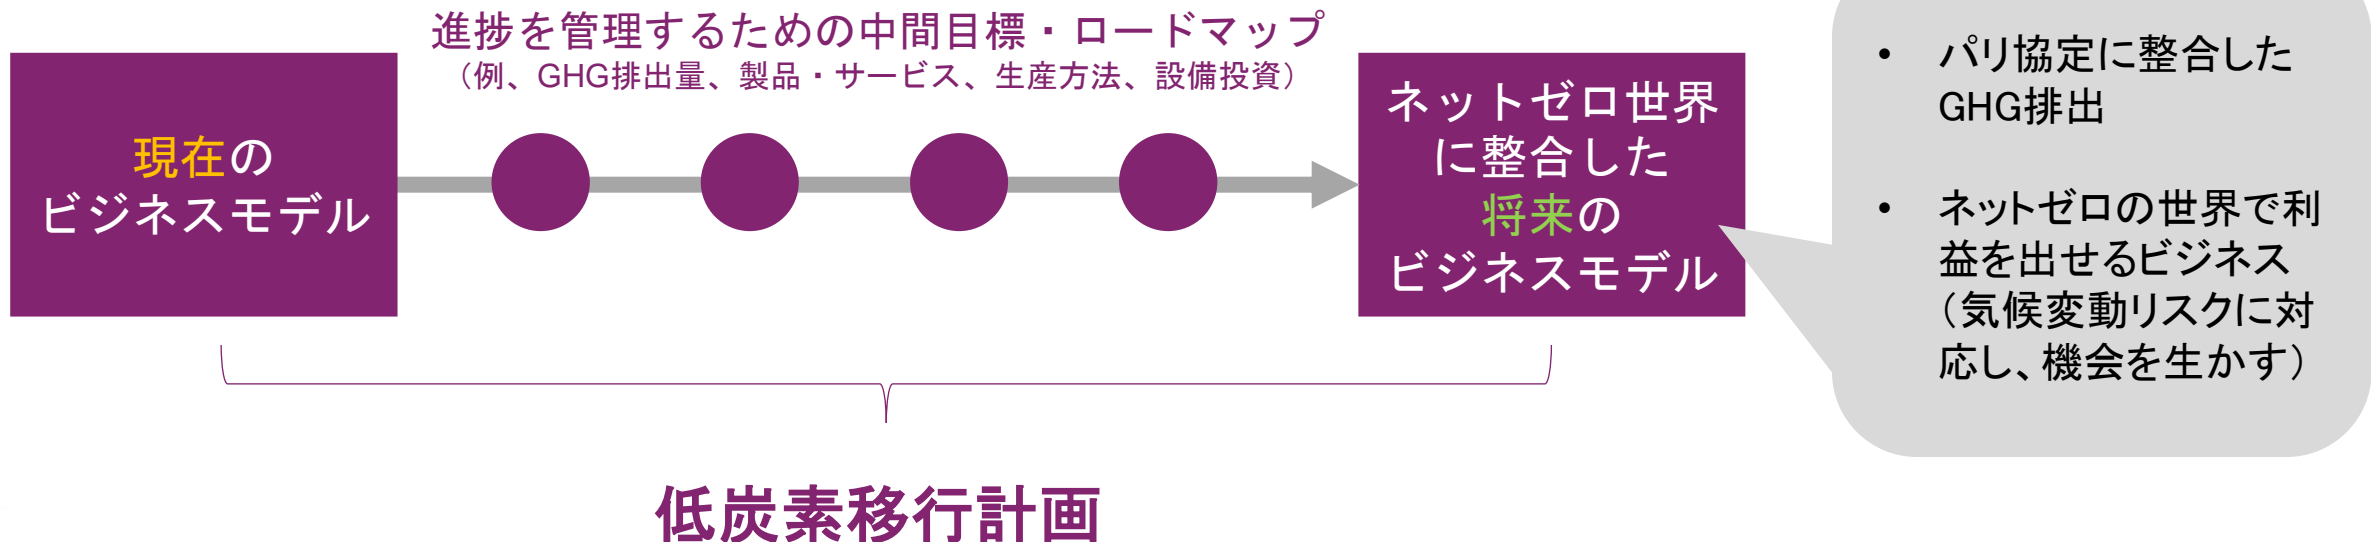 進捗を管理するための中間目標・ロードマップ
（例、GHG排出量、製品・サービス、生産方法、設備投資）
現在の
ビジネスモデル
ネットゼロ世界
に整合した
将来の
ビジネスモデル
• パリ協定に整合した
GHG排出
• ネットゼロの世界で利
益を出せるビジネス
（気候変動リスクに対
応し、機会を生かす）
低炭素移行計画